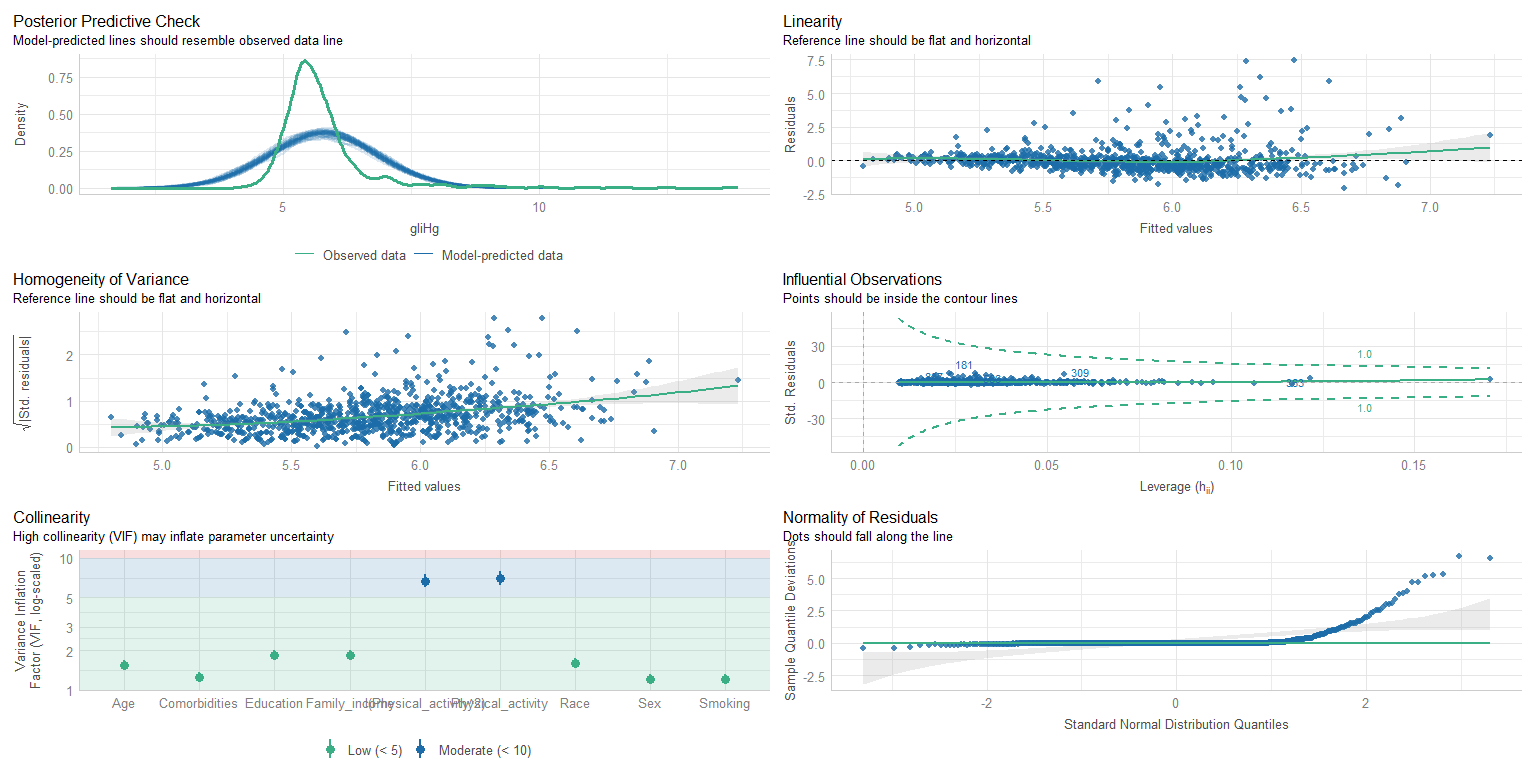 Posterior Predictive Check
Model-predicted lines should resemble observed data line
Density
0.75
0.50
0.25
0.00
5
10
gliHg
Observed data
Model-predicted data
Linearity
Reference line should be flat and horizontal
Residuals
7.5
5.0
2.5
0.0
-2.5
5.0
5.5
6.0
6.5
7.0
Fitted values
Homogeneity of Variance
Reference line should be flat and horizontal
√|Std. residuals|
2
1
0
5.0
5.5
6.0
6.5
7.0
Fitted values
Influential Observations
Points should be inside the contour lines
Std. Residuals
30
0
-30
1.0
181
309
1.0
0.00
0.05
0.10
0.15
Leverage (hii)
Collinearity
High collinearity (VIF) may inflate parameter uncertainty
Variance Inflation
Factor (VIF, log-scaled)
10
5
3
2
1
Age
Comorbidities
Education
Family_income
I(Physical_activity^2)
Physical_activity
Race
Sex
Smoking
Low (< 5)
Moderate (< 10)
Normality of Residuals
Dots should fall along the line
Sample Quantile Deviations
5.0
2.5
0.0
-2.5
-2
0
2
Standard Normal Distribution Quantiles